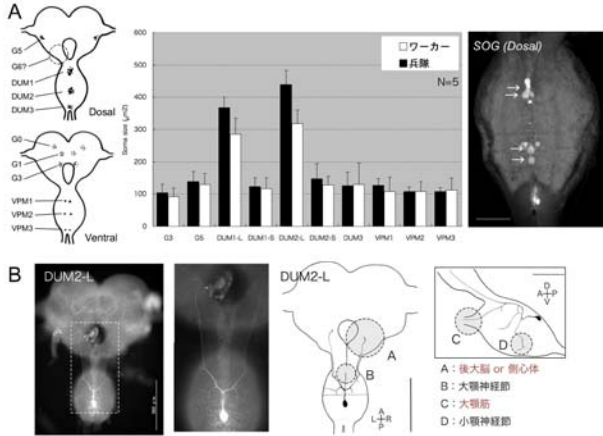 A
G5
G6?
DUM1
DUM2
DUM3
Dosal
G0
G1
G3
VPM1
VPM2
VPM3
Ventral
Soma size (μm2)
600
500
400
300
200
100
0
ワーカー
兵隊
N=5
G3
G5
DUM1-L
DUM1-S
DUM2-L
DUM2-S
DUM3
VPM1
VPM2
VPM3
SOG (Dosal)
B
DUM2-L
DUM2-L
A
B
A
L R
P
D
A P
V
C
D
A：後大脳 or 側心体
B：大顎神経節
C：大顎筋
D：小顎神経節